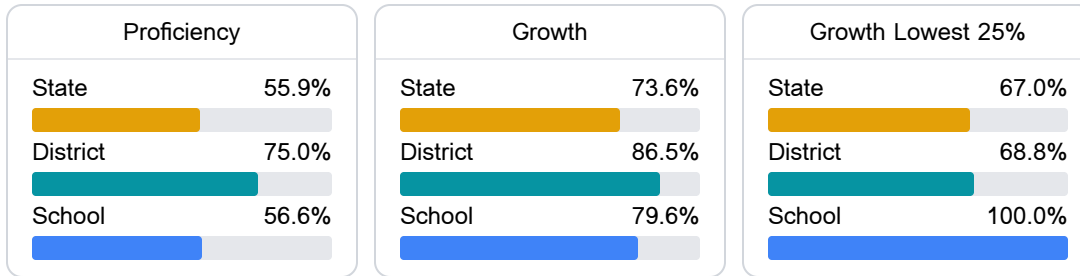 Proficiency
State 55.9%
District 75.0%
School 56.6%
Growth
State 73.6%
District 86.5%
School 79.6%
Growth Lowest 25%
State 67.0%
District 68.8%
School 100.0%